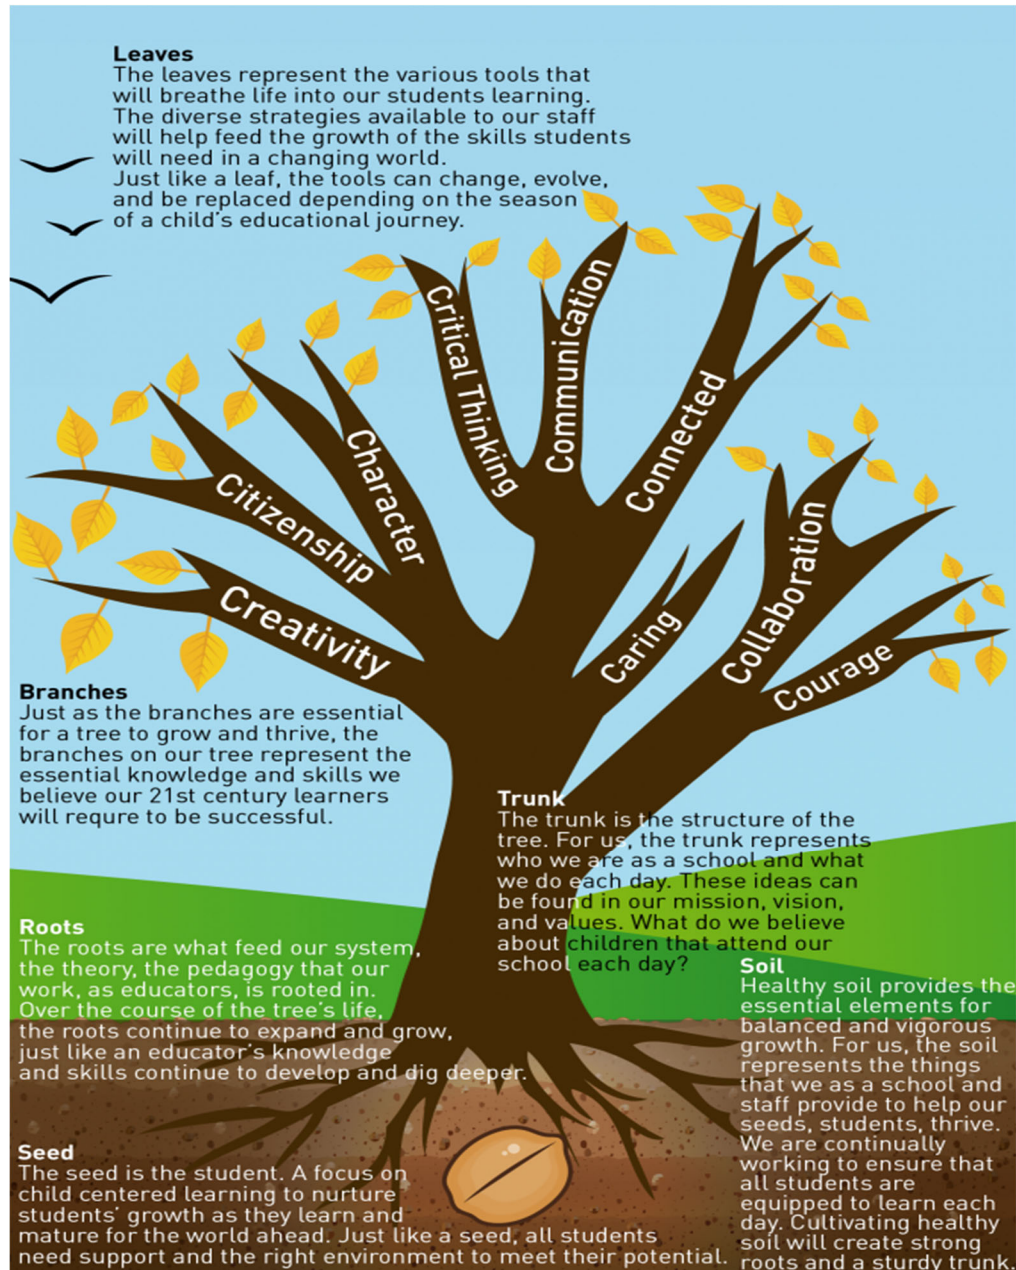 Leaves
The leaves represent the various tools that
will breathe life into our students learning.
The diverse strategies available to our staff
will help feed the growth of the skills students
will need in a changing world.
Just like a leaf, the tools can change, evolve,
and be replaced depending on the season
of a child's educational journey.
Critical Thinking
Communication
Connected
Character
Citizenship
Creativity
Caring
Collaboration
Courage
Branches
Just as the branches are essential
for a tree to grow and thrive, the
branches on our tree represent the
essential knowledge and skills we
believe our 21st century learners
will requre to be successful.
Trunk
The trunk is the structure of the
tree. For us, the trunk represents
who we are as a school and what
we do each day. These ideas can
be found in our mission, vision,
and values. What do we believe
about children that attend our
school each day?
Roots
The roots are what feed our system,
the theory, the pedagogy that our
work, as educators, is rooted in.
Over the course of the tree's life,
the roots continue to expand and grow,
just like an educator's knowledge
and skills continue to develop and dig deeper.
Soil
Healthy soil provides the
essential elements for
balanced and vigorous
growth. For us, the soil
represents the things
that we as a school and
staff provide to help our
seeds, students, thrive.
We are continually
working to ensure that
all students are
equipped to learn each
day. Cultivating healthy
soil will create strong
roots and a sturdy trunk.
Seed
The seed is the student. A focus on
child centered learning to nurture
students' growth as they learn and
mature for the world ahead. Just like a seed, all students
need support and the right environment to meet their potential.